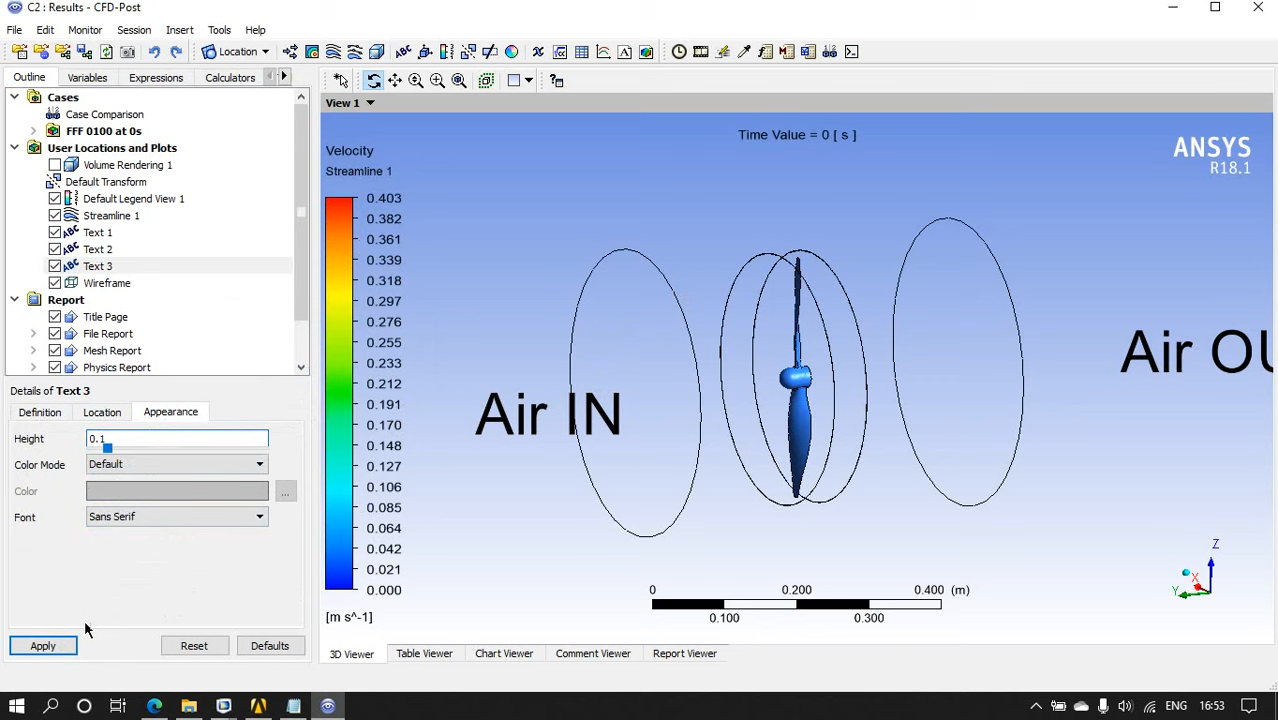 C2 : Results - CFD-Post
File Edit Monitor Session Insert Tools Help
Location
Outline Variables Expressions Calculators
Cases
Case Comparison
FFF 0100 at 0s
User Locations and Plots
Volume Rendering 1
Default Transform
Default Legend View 1
Streamline 1
Text 1
Text 2
Text 3
Wireframe
Report
Title Page
File Report
Mesh Report
Physics Report
Details of Text 3
Definition Location Appearance
Height 0.1
Color Mode Default
Color ...
Font Sans Serif
Apply Reset Defaults
View 1
Time Value = 0 [ s ]
Velocity
Streamline 1
ANSYS
R18.1
0.403
0.382
0.361
0.339
0.318
0.297
0.276
0.255
0.233
0.212
0.191
0.170
0.148
0.127
0.106
0.085
0.064
0.042
0.021
0.000
[m s^-1]
Air IN
Air OU
0 0.200 0.400 (m)
0.100 0.300
Z
X
Y
3D Viewer Table Viewer Chart Viewer Comment Viewer Report Viewer
ENG 16:53